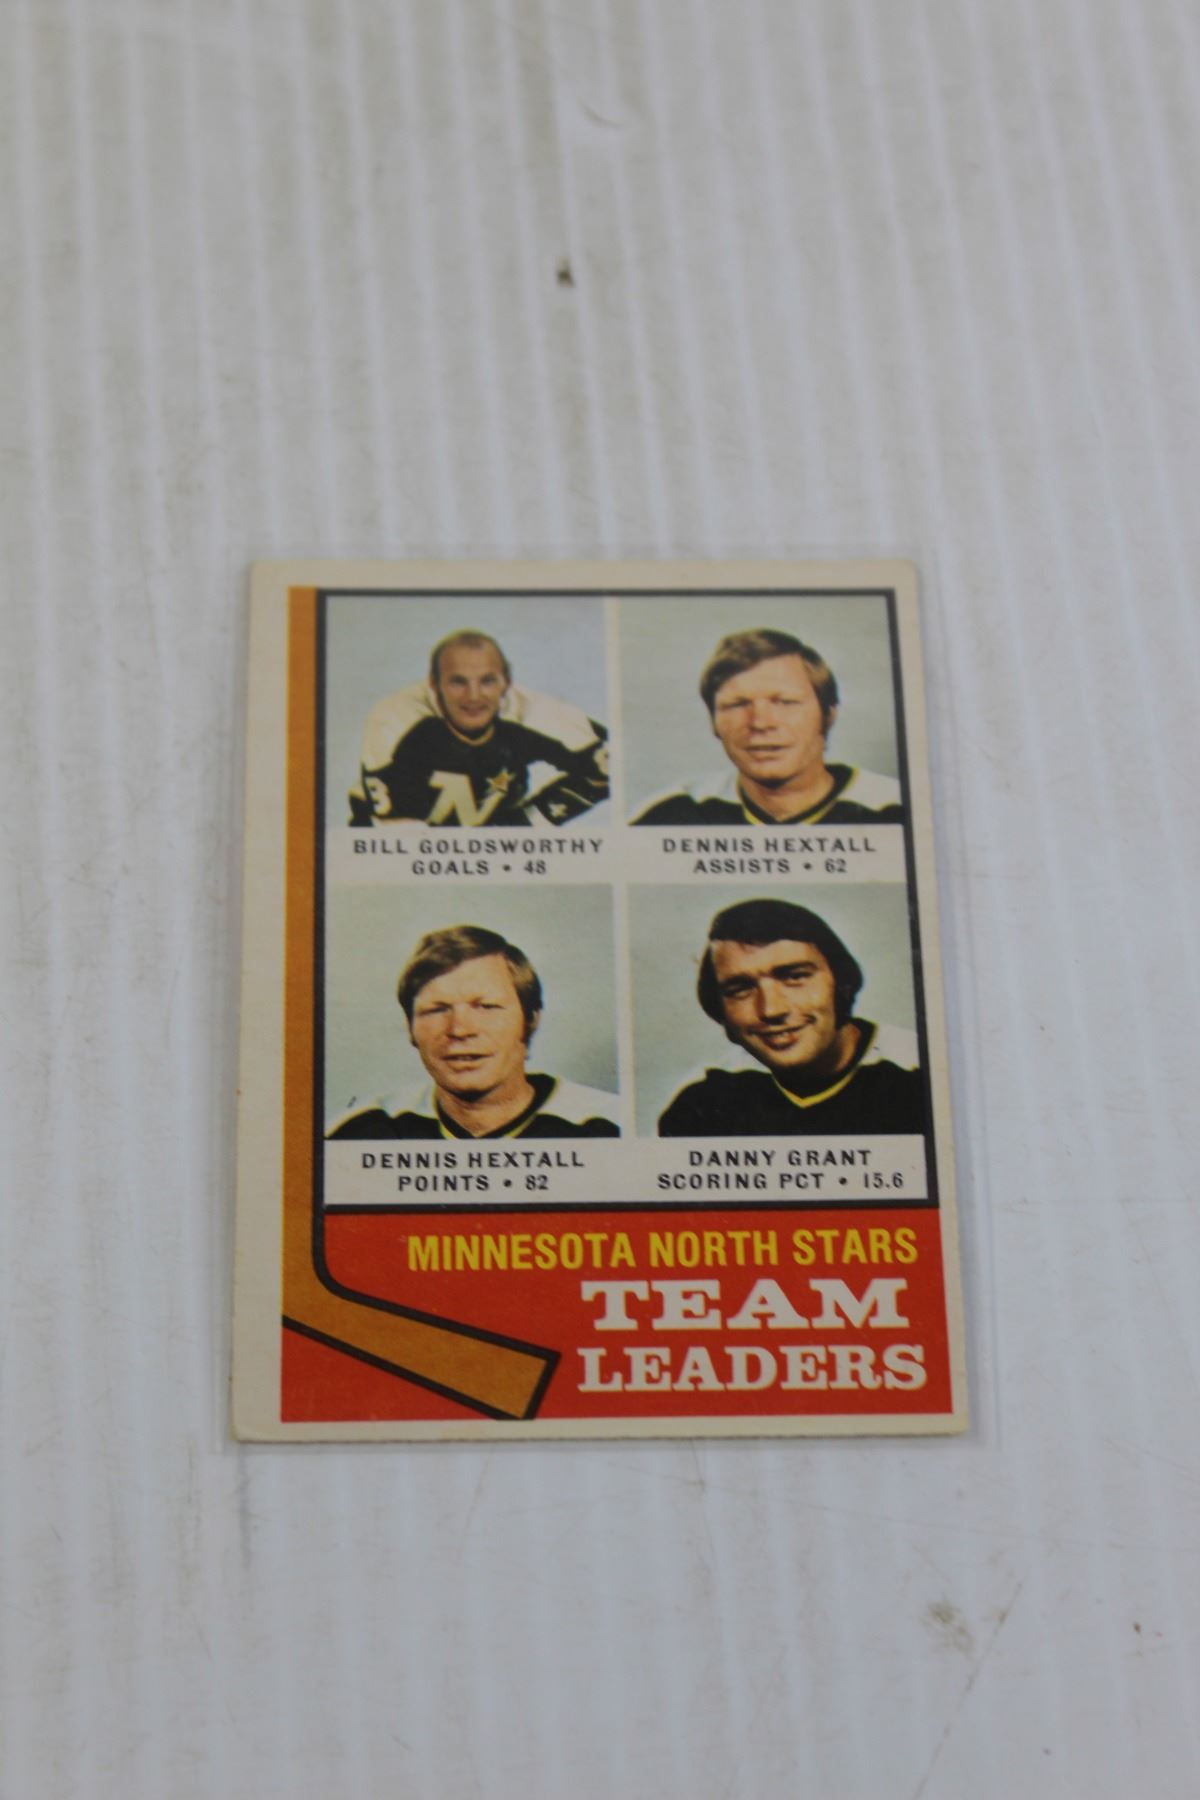 N
3
BILL GOLDSWORTHY
GOALS • 48
DENNIS HEXTALL
ASSISTS • 62
DENNIS HEXTALL
POINTS • 82
DANNY GRANT
SCORING PCT • 15.6
MINNESOTA NORTH STARS
TEAM
LEADERS